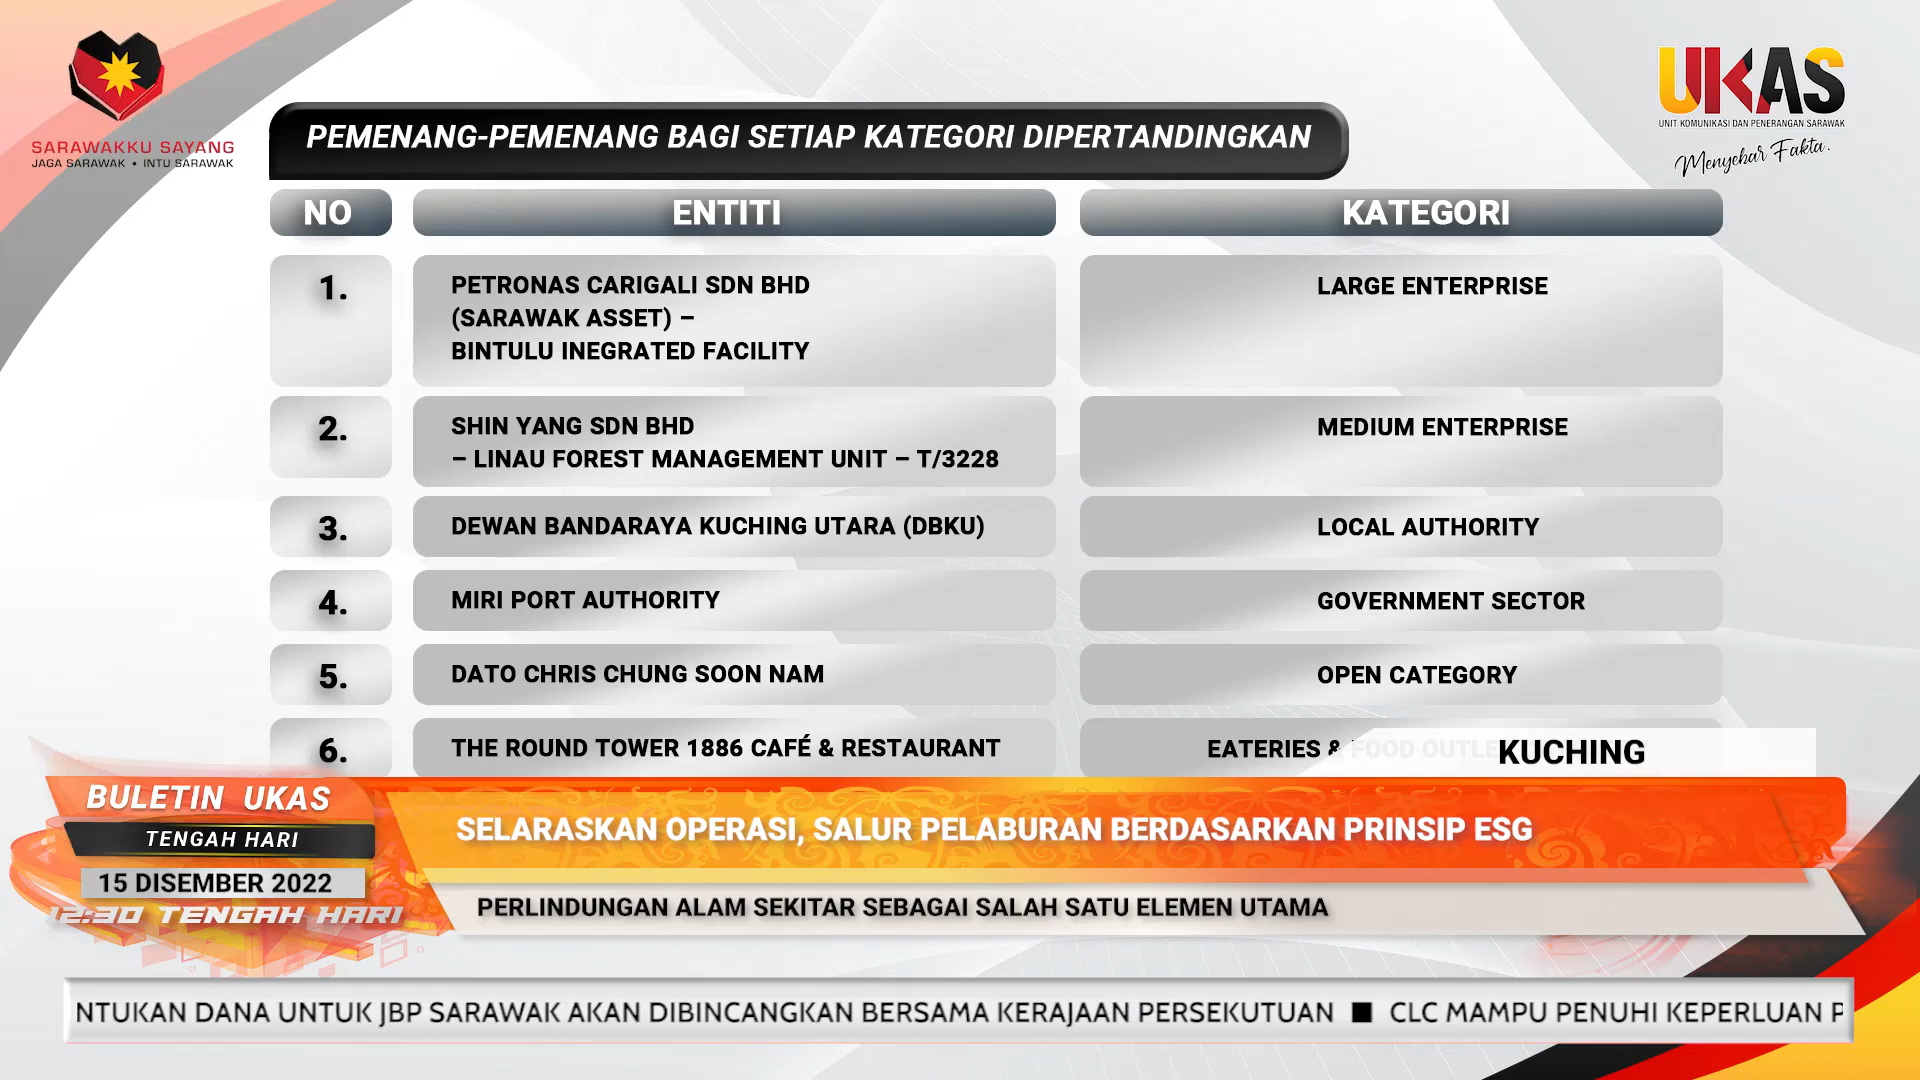 SARAWAKKU SAYANG
JAGA SARAWAK • INTU SARAWAK
UKAS
UNIT KOMUNIKASI DAN PENERANGAN SARAWAK
Menyebar Fakta.
PEMENANG-PEMENANG BAGI SETIAP KATEGORI DIPERTANDINGKAN
NO ENTITI KATEGORI
1. PETRONAS CARIGALI SDN BHD LARGE ENTERPRISE
(SARAWAK ASSET) –
BINTULU INEGRATED FACILITY
2. SHIN YANG SDN BHD MEDIUM ENTERPRISE
– LINAU FOREST MANAGEMENT UNIT – T/3228
3. DEWAN BANDARAYA KUCHING UTARA (DBKU) LOCAL AUTHORITY
4. MIRI PORT AUTHORITY GOVERNMENT SECTOR
5. DATO CHRIS CHUNG SOON NAM OPEN CATEGORY
6. THE ROUND TOWER 1886 CAFÉ & RESTAURANT EATERIES & FOOD
KUCHING
BULETIN UKAS
TENGAH HARI
15 DISEMBER 2022
12:30 TENGAH HARI
SELARASKAN OPERASI, SALUR PELABURAN BERDASARKAN PRINSIP ESG
PERLINDUNGAN ALAM SEKITAR SEBAGAI SALAH SATU ELEMEN UTAMA
NTUKAN DANA UNTUK JBP SARAWAK AKAN DIBINCANGKAN BERSAMA KERAJAAN PERSEKUTUAN ■ CLC MAMPU PENUHI KEPERLUAN P